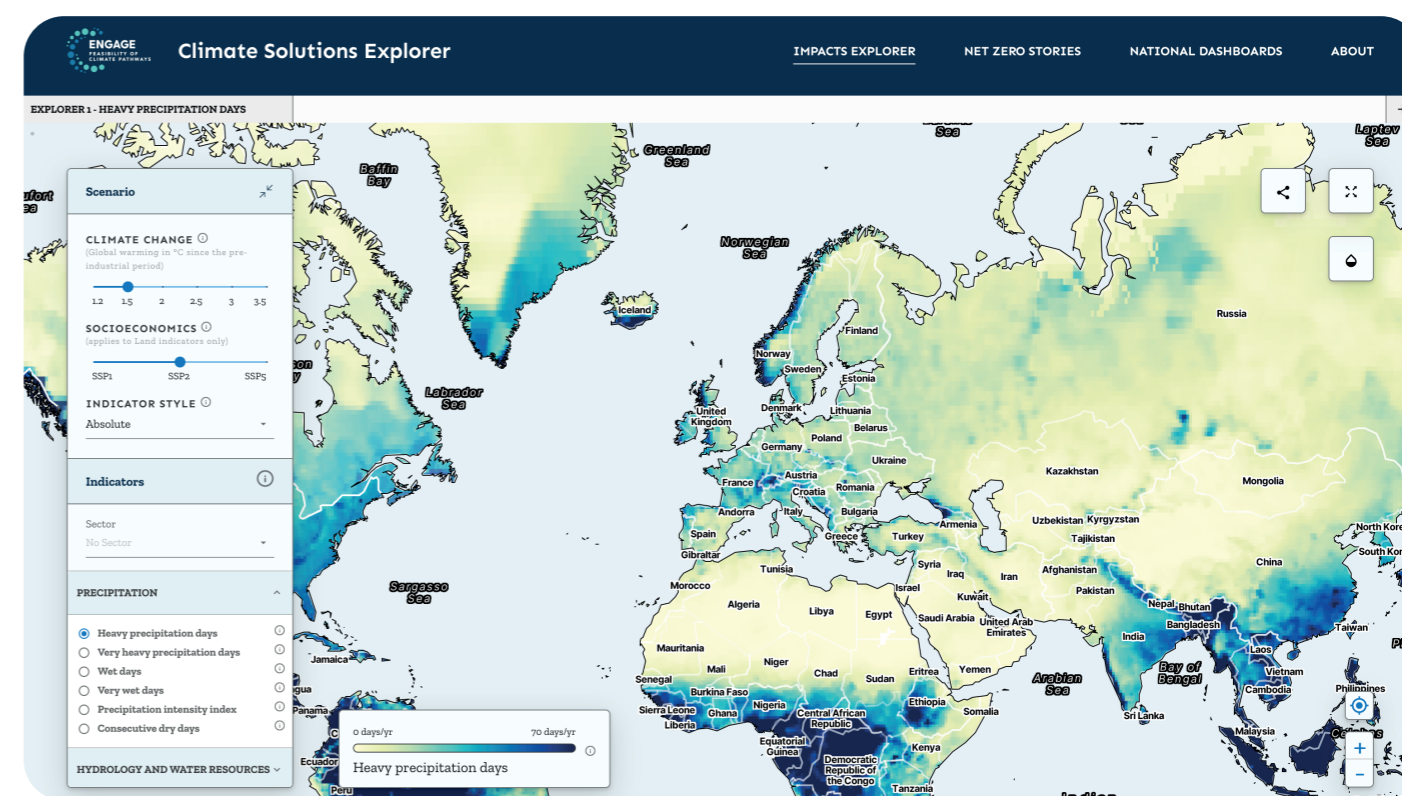 ENGAGE
FEASIBILITY OF
CLIMATE PATHWAYS
Climate Solutions Explorer
IMPACTS EXPLORER
NET ZERO STORIES
NATIONAL DASHBOARDS
ABOUT
EXPLORER 1 - HEAVY PRECIPITATION DAYS
Scenario
CLIMATE CHANGE
(Global warming in °C since the pre-
industrial period)
1.2 1.5 2 2.5 3 3.5
SOCIOECONOMICS
(applies to Land indicators only)
SSP1 SSP2 SSP5
INDICATOR STYLE
Absolute
Indicators
Sector
No Sector
PRECIPITATION
Heavy precipitation days
Very heavy precipitation days
Wet days
Very wet days
Precipitation intensity index
Consecutive dry days
HYDROLOGY AND WATER RESOURCES
0 days/yr 70 days/yr
Heavy precipitation days
Sea
Laptev
Sea
Greenland
Sea
Baffin
Bay
Norwegian
Sea
Iceland
Russia
Finland
Norway
Sweden
Estonia
Labrador
Sea
United
Kingdom
Denmark
Lithuania
Belarus
Poland
Germany
Ukraine
Kazakhstan
Mongolia
France
Austria
Croatia
Romania
Andorra
Italy
Bulgaria
Armenia
Uzbekistan
Kyrgyzstan
North Kore
Spain
Greece
Turkey
Tajikistan
South Kor
Gibraltar
China
Tunisia
Syria
Iraq
Iran
Afghanistan
Sargasso
Sea
Morocco
Israel
Pakistan
Kuwait
Algeria
Libya
Egypt
Nepal
Bhutan
Saudi Arabia
United Arab
Emirates
Bangladesh
Taiwan
India
Mauritania
Laos
Jamaica
Niger
Mali
Chad
Sudan
Eritrea
Yemen
Arabian
Sea
Bay of
Bengal
Vietnam
Senegal
Cambodia
Philippines
Burkina Faso
Sierra Leone
Ghana
Nigeria
Central African
Republic
Ethiopia
Somalia
Sri Lanka
Panama
Liberia
Malaysia
Equatorial
Guinea
Kenya
Ecuador
Democratic
Republic of
the Congo
Tanzania
Peru